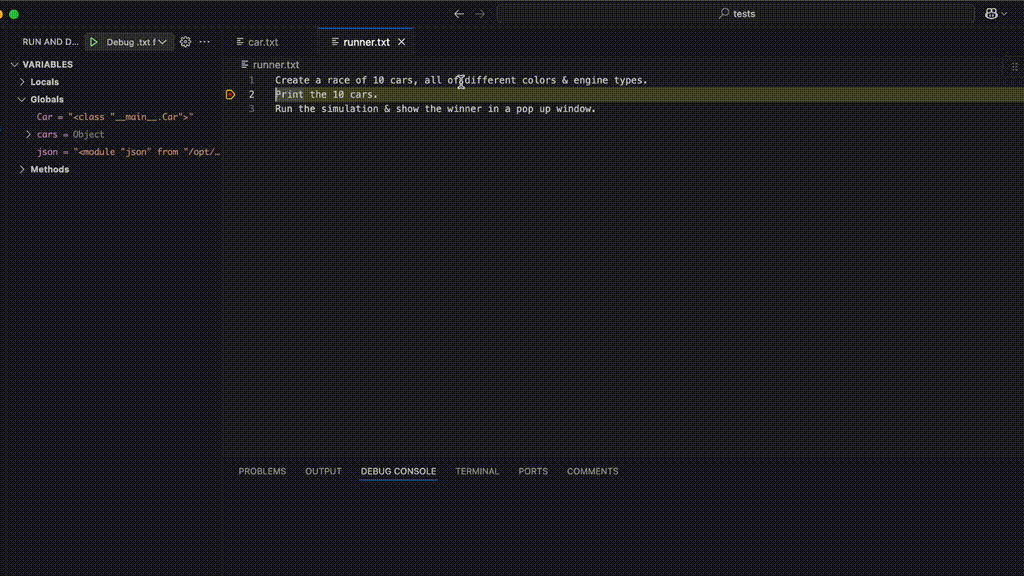 tests
RUN AND D... Debug .txt f ...
car.txt runner.txt
VARIABLES
Locals
Globals
Car = "<class "__main__.Car">"
cars = Object
json = "<module "json" from "/opt/...
Methods
runner.txt
1 Create a race of 10 cars, all of different colors & engine types.
2 Print the 10 cars.
3 Run the simulation & show the winner in a pop up window.
PROBLEMS OUTPUT DEBUG CONSOLE TERMINAL PORTS COMMENTS